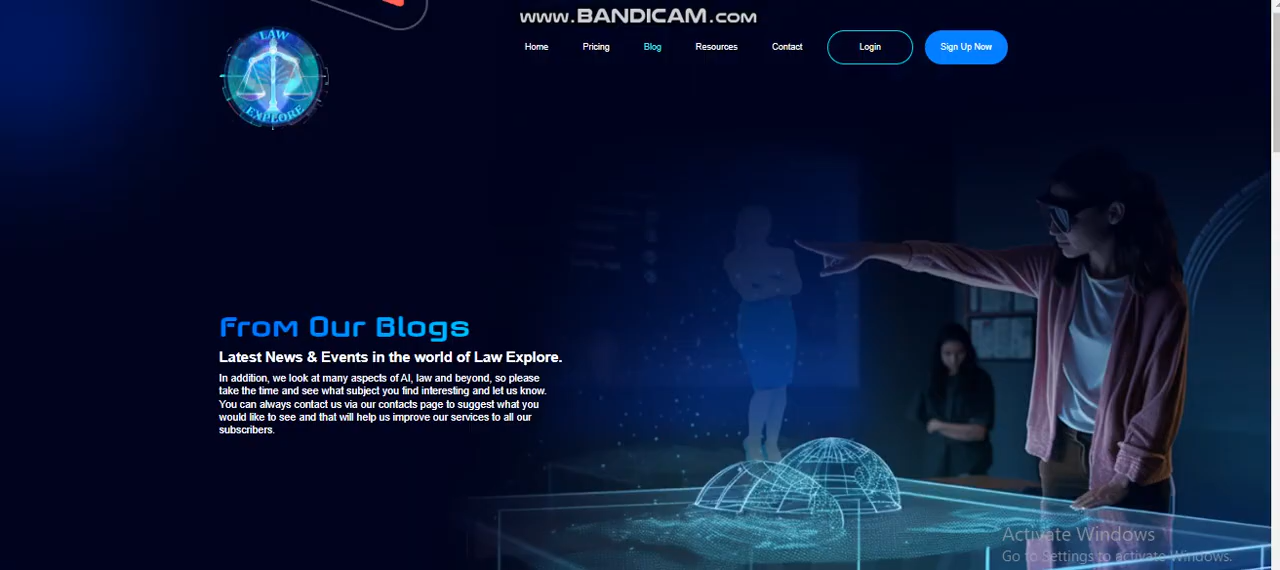 www.BANDICAM.com
LAW
EXPLORE
Home
Pricing
Blog
Resources
Contact
Login
Sign Up Now
From Our Blogs
Latest News & Events in the world of Law Explore.
In addition, we look at many aspects of AI, law and beyond, so please
take the time and see what subject you find interesting and let us know.
You can always contact us via our contacts page to suggest what you
would like to see and that will help us improve our services to all our
subscribers.
Activate Windows
Go to Settings to activate Windows.